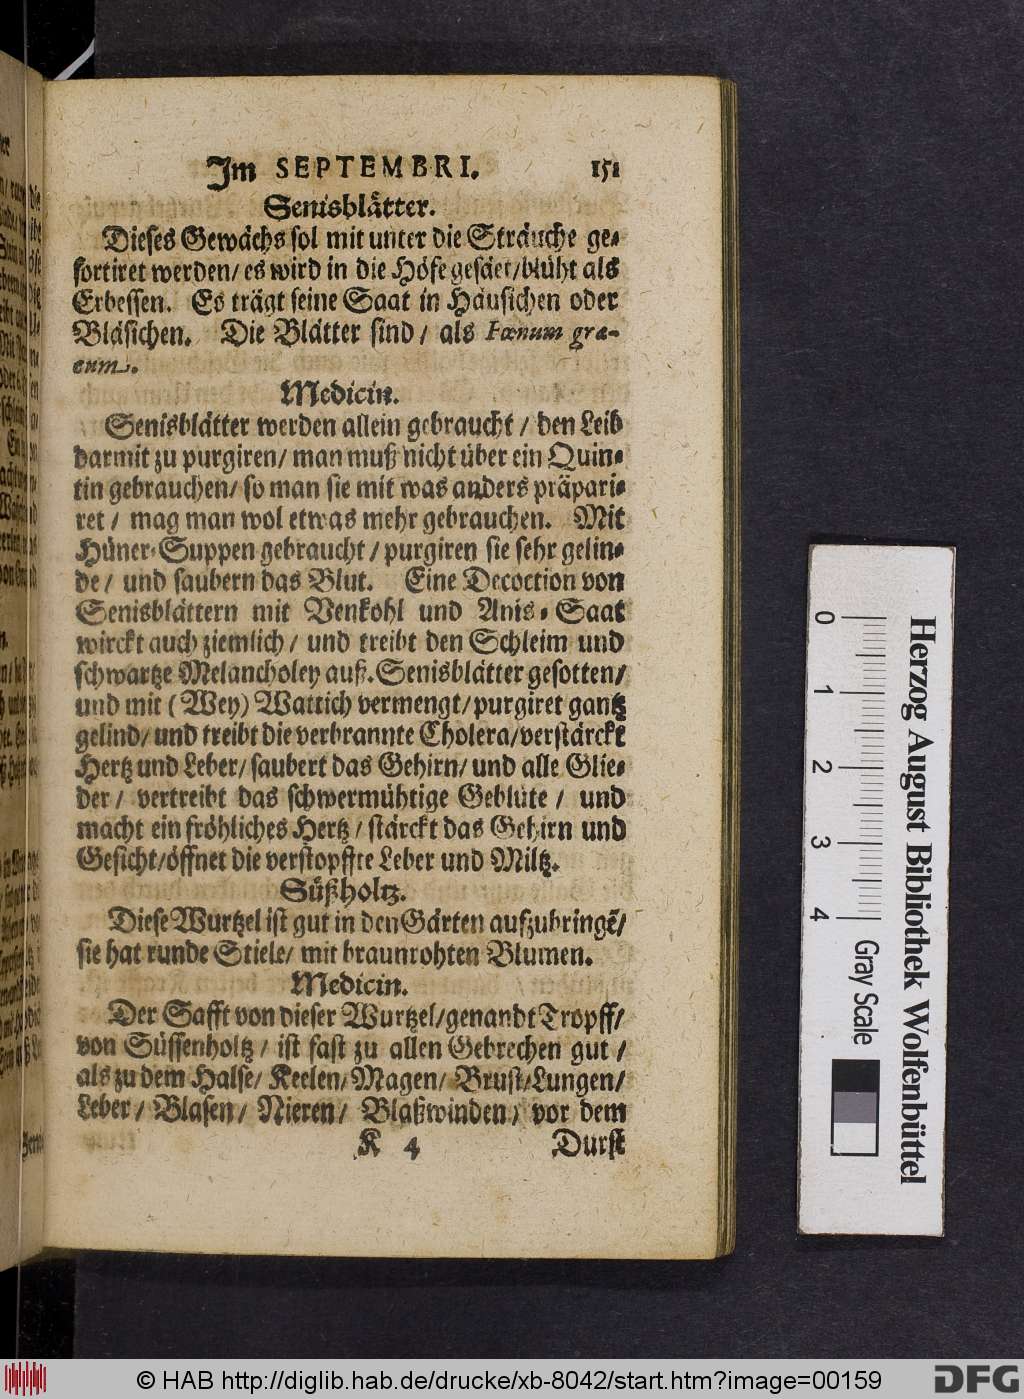 Im SEPTEMBRI. 151
Senisblätter.
Dieses Gewächs sol mit unter die Sträuche ge-
sortiret werden/ es wird in die Höfe gesäet/ blüht als
Erbessen. Es trägt seine Saat in Häusichen oder
Bläsichen. Die Blätter sind/ als Fœnum græ-
cum.
Medicin.
Senisblätter werden allein gebraucht/ den Leib
darmit zu purgiren/ man muß nicht über ein Quin-
tin gebrauchen/ so man sie mit was anders präpari-
ret/ mag man wol etwas mehr gebrauchen. Mit
Hüner-Suppen gebraucht/ purgiren sie sehr gelin-
de/ und saubern das Blut. Eine Decoction von
Senisblättern mit Venkohl und Anis-Saat
wirckt auch ziemlich/ und treibt den Schleim und
schwartze Melancholey auß. Senisblätter gesotten/
und mit (Wey) Wattich vermengt/ purgiret gantz
gelind/ und treibt die verbrannte Cholera/ verstärckt
Hertz und Leber/ saubert das Gehirn/ und alle Glie-
der/ vertreibt das schwermühtige Geblüte/ und
macht ein fröhliches Hertz/ stärckt das Gehirn und
Gesicht/ öffnet die verstopffte Leber und Miltz.
Süßholtz.
Diese Wurtzel ist gut in den Gärten aufzubringẽ/
sie hat runde Stiele/ mit braunrohten Blumen.
Medicin.
Der Safft von dieser Wurtzel/ genandt Tropff/
von Süssenholtz/ ist fast zu allen Gebrechen gut/
als zu dem Halse/ Keelen/ Magen/ Brust/ Lungen/
Leber/ Blasen/ Nieren/ Blaßwinden/ vor dem
K 4 Durst
Herzog August Bibliothek Wolfenbüttel
0 1 2 3 4 Gray Scale
© HAB http://diglib.hab.de/drucke/xb-8042/start.htm?image=00159
DFG